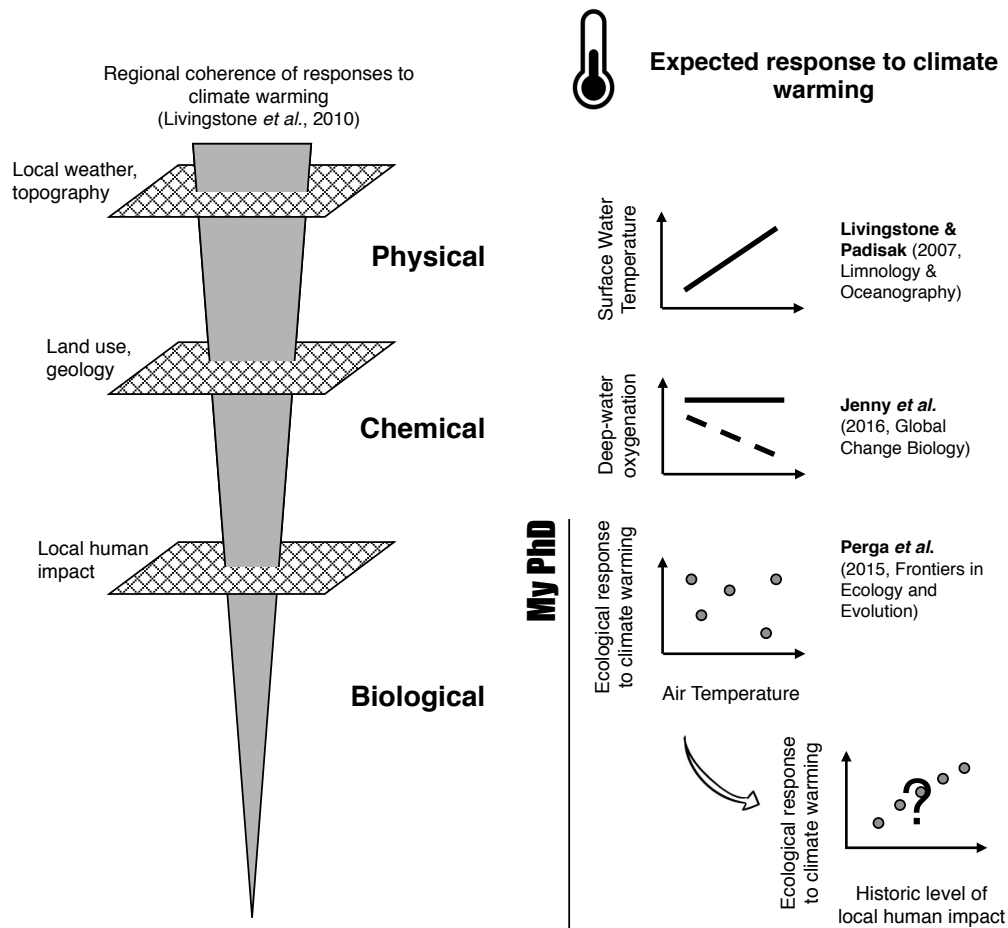 Regional coherence of responses to
climate warming
(Livingstone et al., 2010)
Local weather,
topography
Physical
Land use,
geology
Chemical
Local human
impact
Biological
Expected response to climate
warming
Surface Water
Temperature
Livingstone &
Padisak (2007,
Limnology &
Oceanography)
Deep-water
oxygenation
Jenny et al.
(2016, Global
Change Biology)
My PhD
Ecological response
to climate warming
Perga et al.
(2015, Frontiers in
Ecology and
Evolution)
Air Temperature
Ecological response
to climate warming
?
Historic level of
local human impact